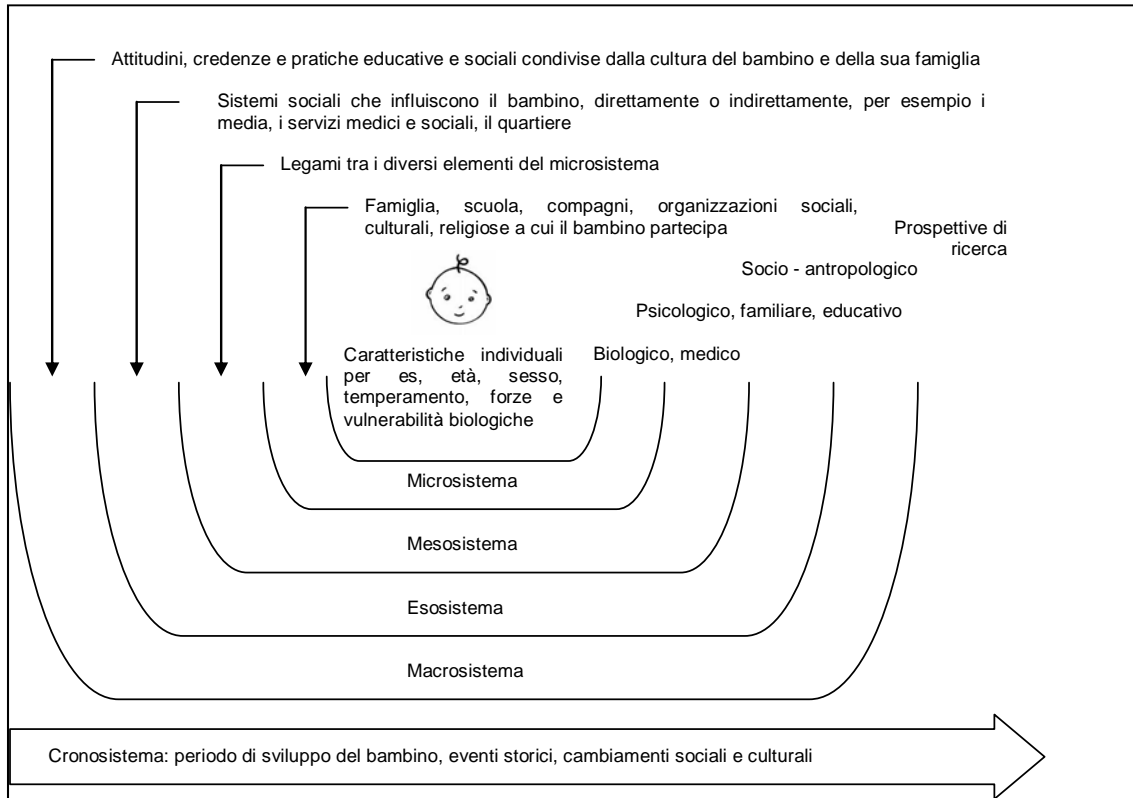 Attitudini, credenze e pratiche educative e sociali condivise dalla cultura del bambino e della sua famiglia
Sistemi sociali che influiscono il bambino, direttamente o indirettamente, per esempio i
media, i servizi medici e sociali, il quartiere
Legami tra i diversi elementi del microsistema
Famiglia, scuola, compagni, organizzazioni sociali,
culturali, religiose a cui il bambino partecipa
Prospettive di
ricerca
Socio - antropologico
Psicologico, familiare, educativo
Biologico, medico
Caratteristiche individuali
per es, età, sesso,
temperamento, forze e
vulnerabilità biologiche
Microsistema
Mesosistema
Esosistema
Macrosistema
Cronosistema: periodo di sviluppo del bambino, eventi storici, cambiamenti sociali e culturali